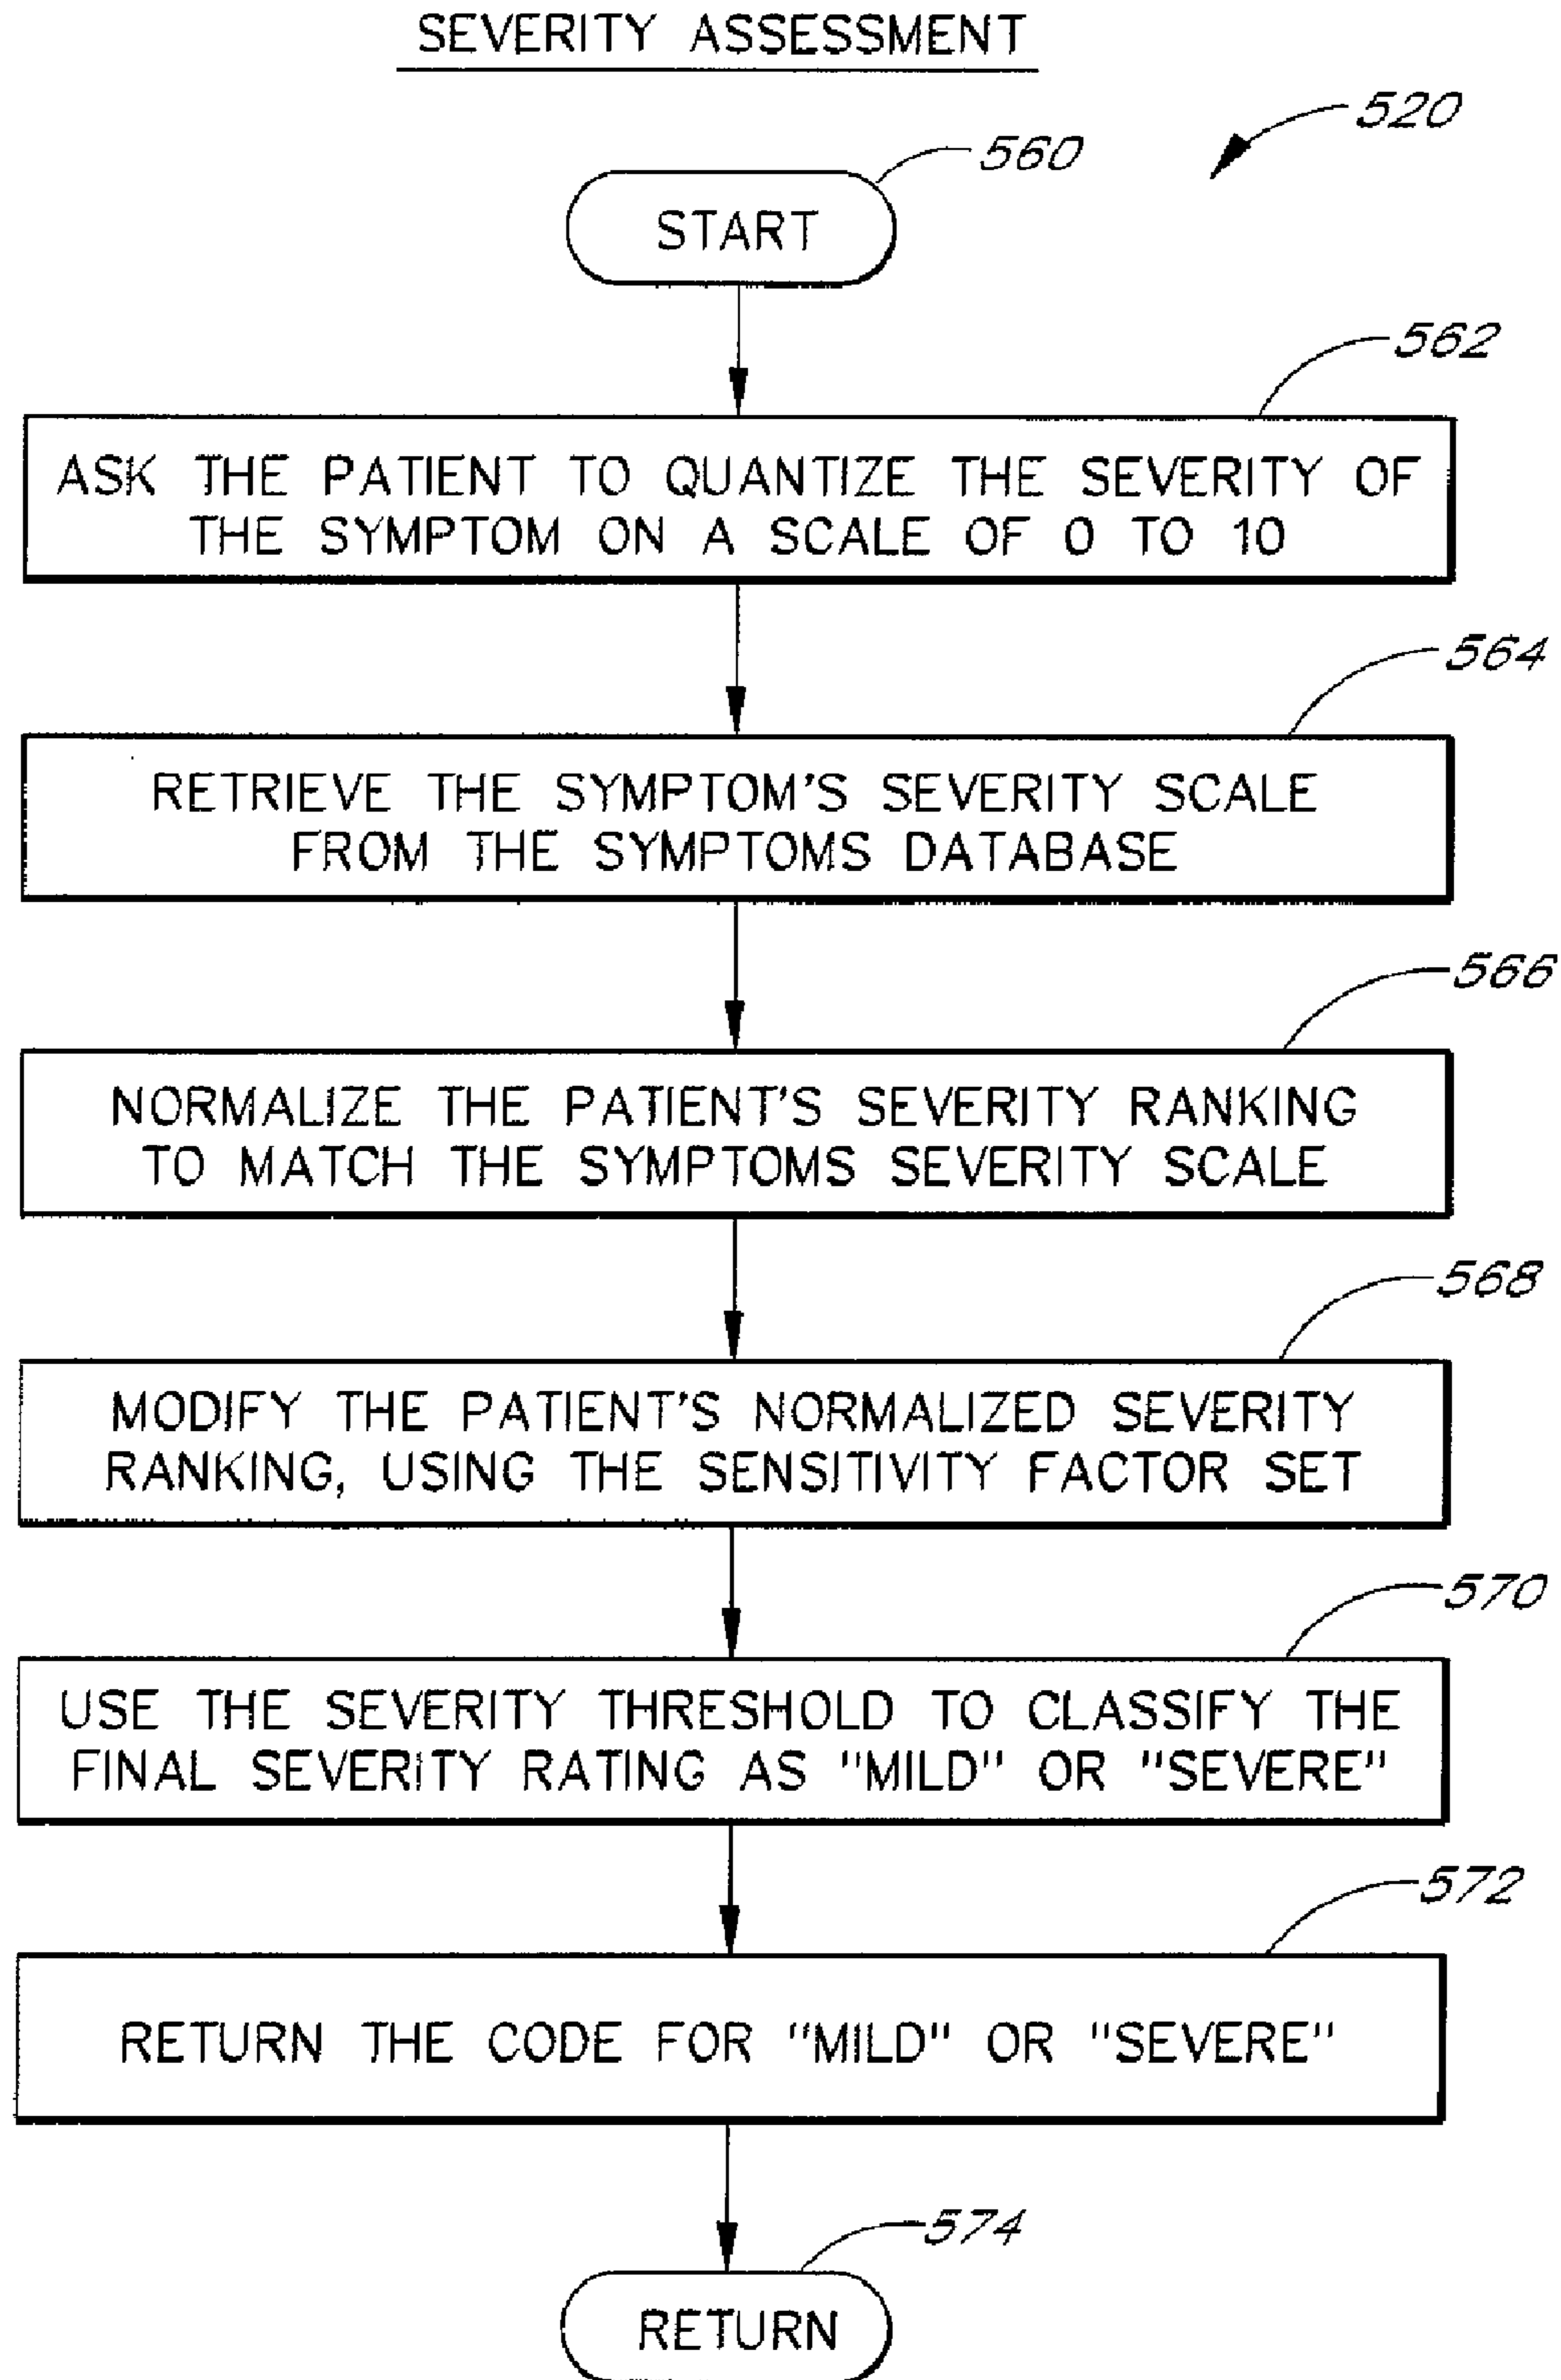 SEVERITY ASSESSMENT
520
560
START
562
ASK THE PATIENT TO QUANTIZE THE SEVERITY OF
THE SYMPTOM ON A SCALE OF 0 TO 10
564
RETRIEVE THE SYMPTOM'S SEVERITY SCALE
FROM THE SYMPTOMS DATABASE
566
NORMALIZE THE PATIENT'S SEVERITY RANKING
TO MATCH THE SYMPTOMS SEVERITY SCALE
568
MODIFY THE PATIENT'S NORMALIZED SEVERITY
RANKING, USING THE SENSITIVITY FACTOR SET
570
USE THE SEVERITY THRESHOLD TO CLASSIFY THE
FINAL SEVERITY RATING AS "MILD" OR "SEVERE"
572
RETURN THE CODE FOR "MILD" OR "SEVERE"
574
RETURN